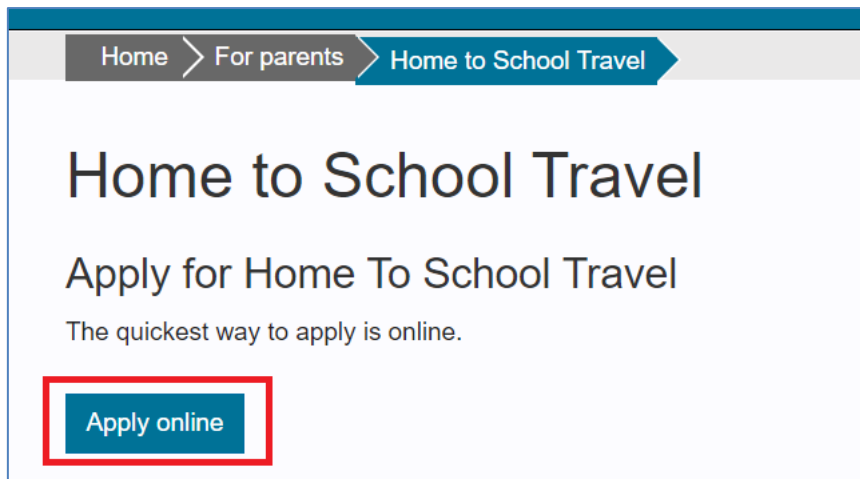 Home For parents Home to School Travel
Home to School Travel
Apply for Home To School Travel
The quickest way to apply is online.
Apply online